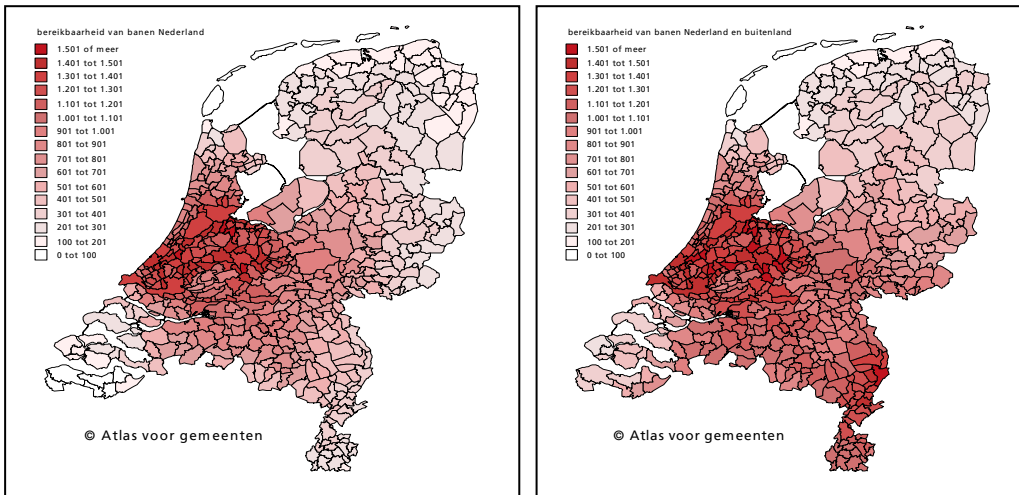 bereikbaarheid van banen Nederland
1.501 of meer
1.401 tot 1.501
1.301 tot 1.401
1.201 tot 1.301
1.101 tot 1.201
1.001 tot 1.101
901 tot 1.001
801 tot 901
701 tot 801
601 tot 701
501 tot 601
401 tot 501
301 tot 401
201 tot 301
100 tot 201
0 tot 100
© Atlas voor gemeenten
bereikbaarheid van banen Nederland en buitenland
1.501 of meer
1.401 tot 1.501
1.301 tot 1.401
1.201 tot 1.301
1.101 tot 1.201
1.001 tot 1.101
901 tot 1.001
801 tot 901
701 tot 801
601 tot 701
501 tot 601
401 tot 501
301 tot 401
201 tot 301
100 tot 201
0 tot 100
© Atlas voor gemeenten